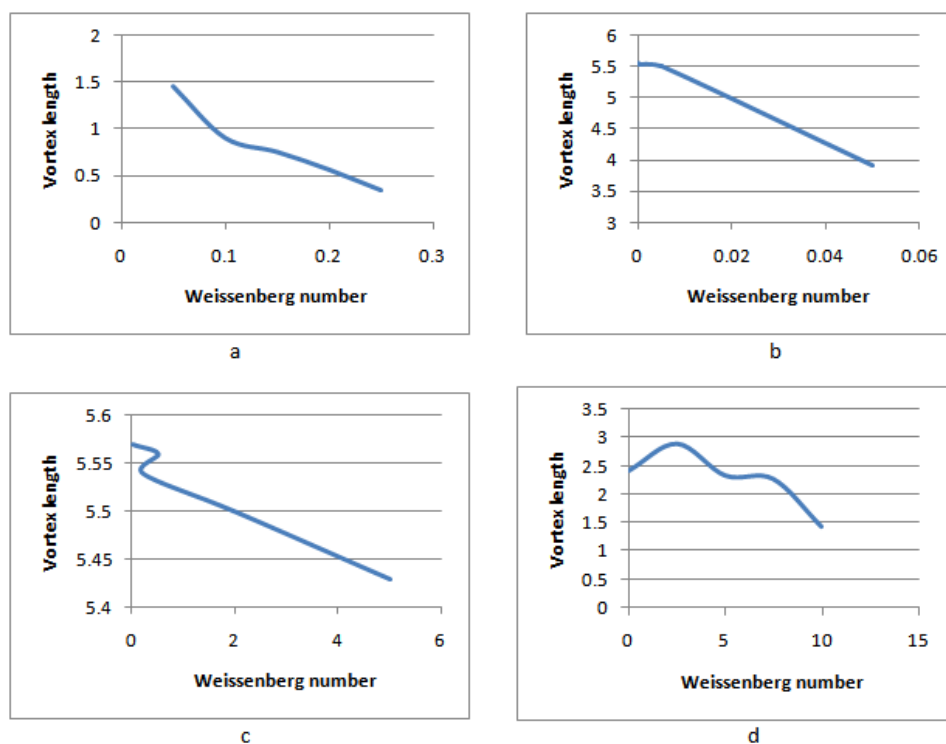 2
1.5
1
0.5
0
Vortex length
0 0.1 0.2 0.3
Weissenberg number
a
6
5.5
5
4.5
4
3.5
3
Vortex length
0 0.02 0.04 0.06
Weissenberg number
b
5.6
5.55
5.5
5.45
5.4
Vortex length
0 2 4 6
Weissenberg number
c
3.5
3
2.5
2
1.5
1
0.5
0
Vortex length
0 5 10 15
Weissenberg number
d